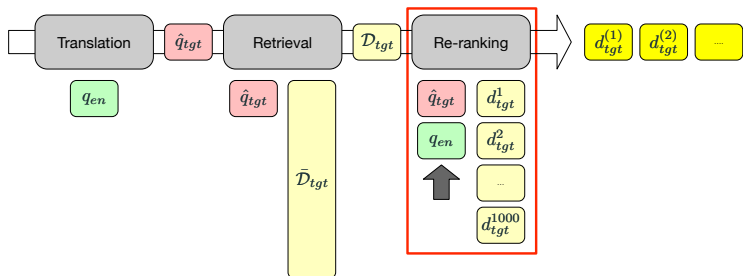 Translation q̂_tgt Retrieval D_tgt Re-ranking d_tgt^(1) d_tgt^(2) ....
q_en q̂_tgt q̂_tgt d_tgt^1
q_en d_tgt^2
D̄_tgt ...
d_tgt^1000